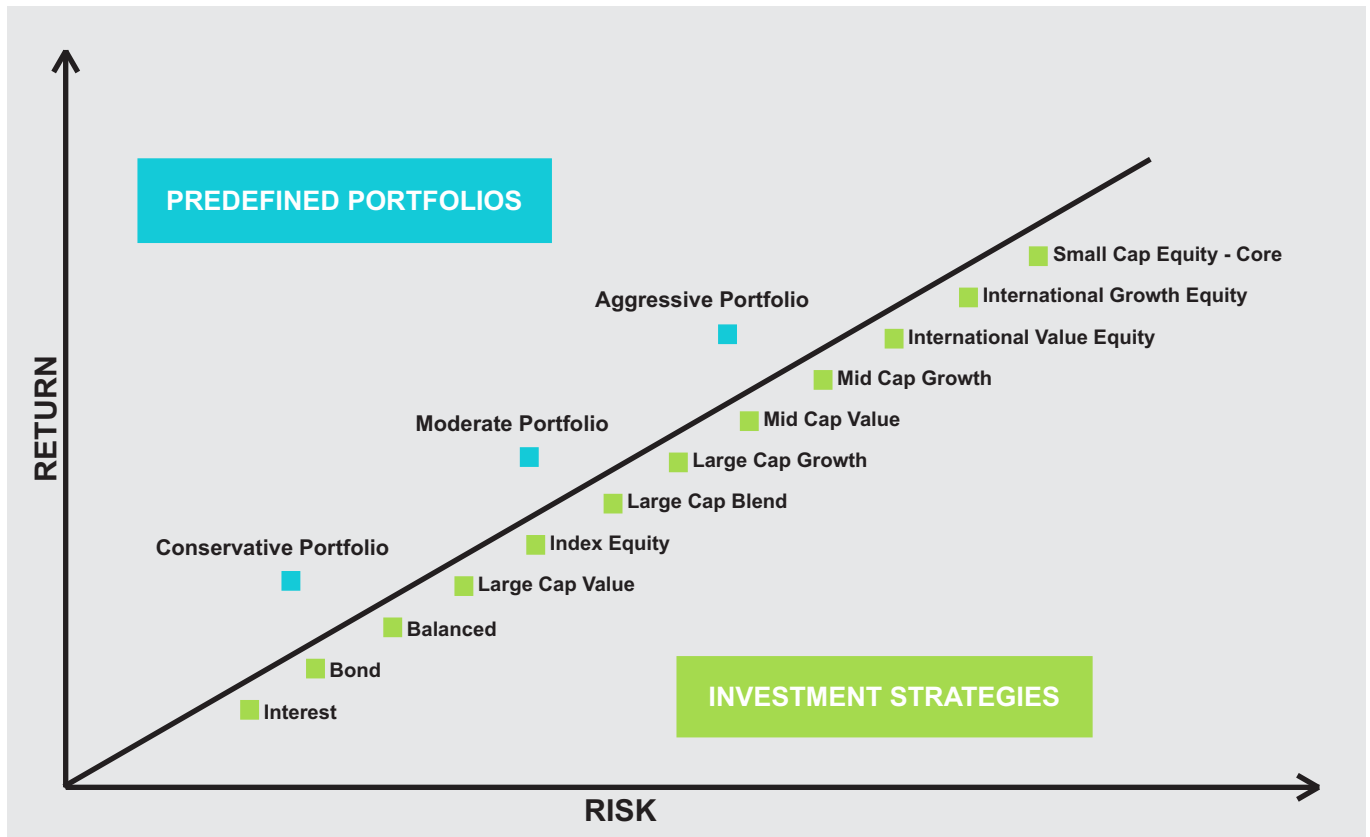 PREDEFINED PORTFOLIOS
Small Cap Equity - Core
International Growth Equity
Aggressive Portfolio
International Value Equity
Mid Cap Growth
Mid Cap Value
Moderate Portfolio
Large Cap Growth
Large Cap Blend
Index Equity
Conservative Portfolio
Large Cap Value
Balanced
Bond
Interest
INVESTMENT STRATEGIES
RETURN
RISK